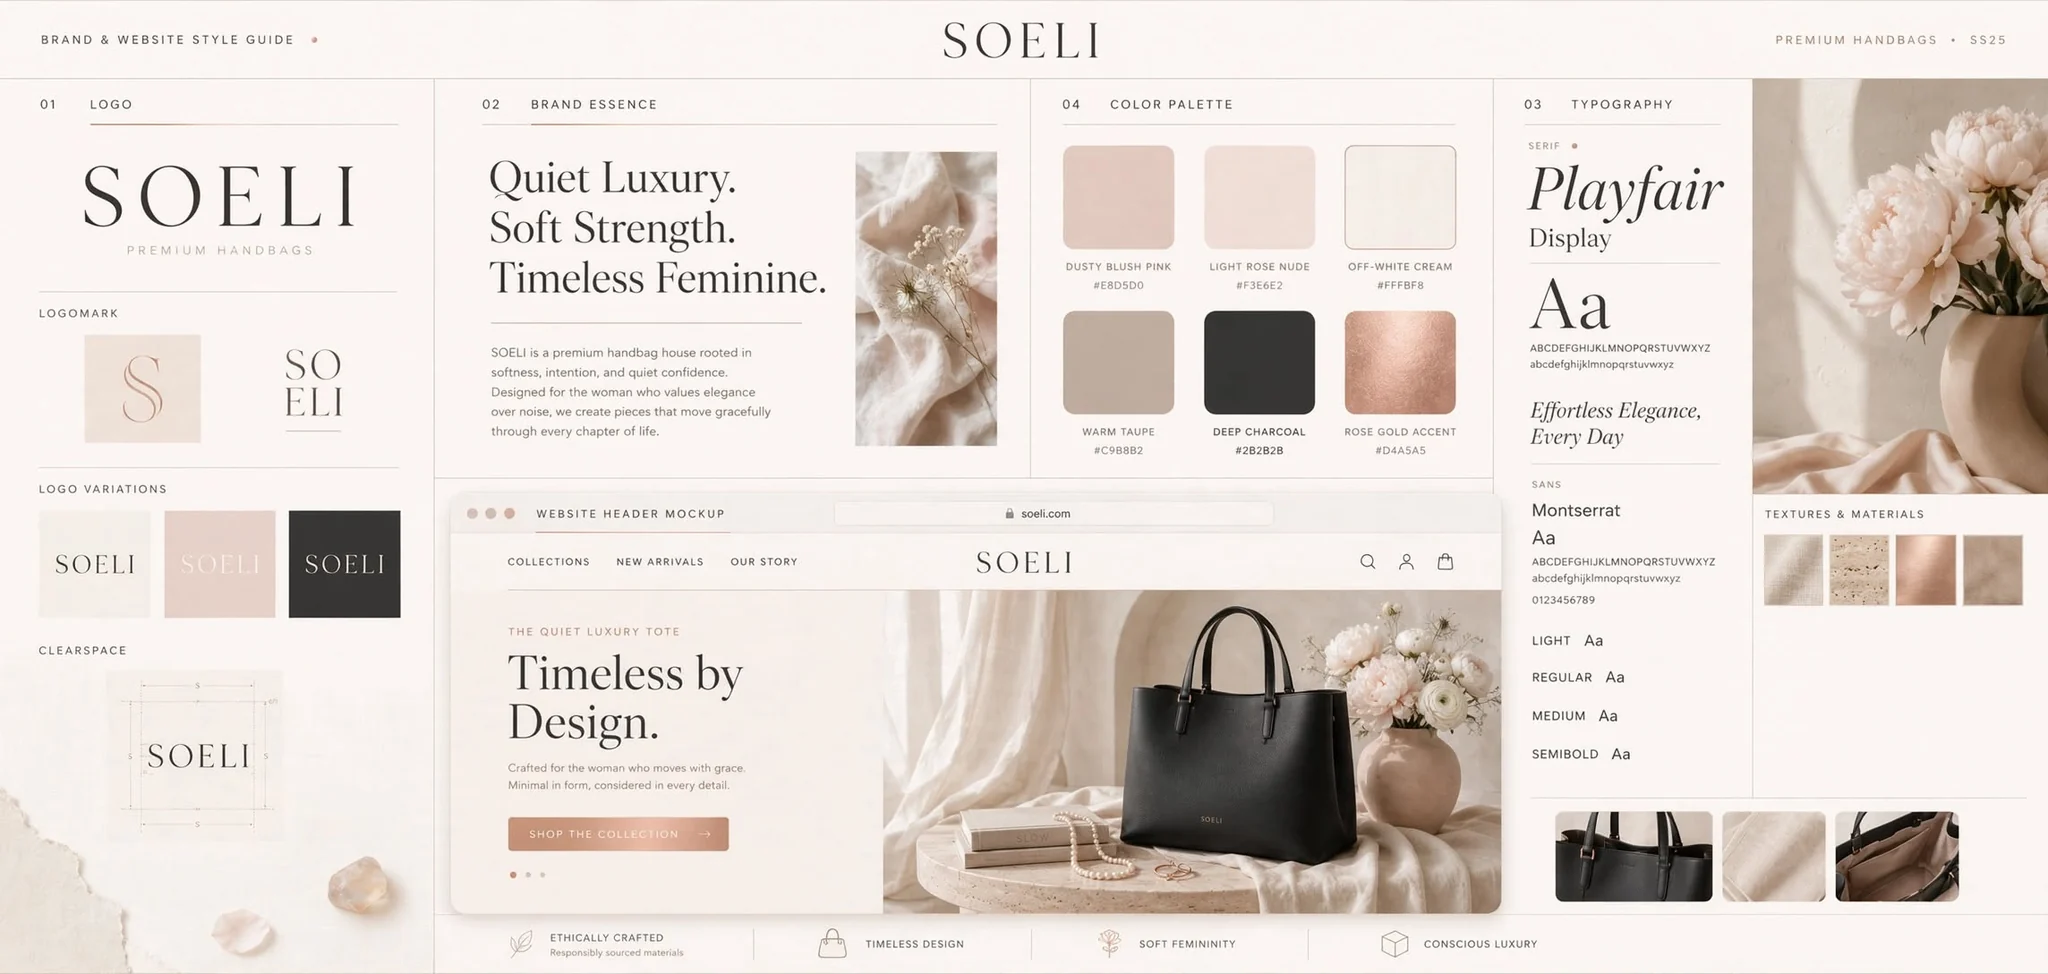 BRAND & WEBSITE STYLE GUIDE
SOELI
PREMIUM HANDBAGS • SS25
01 LOGO
SOELI
PREMIUM HANDBAGS
LOGOMARK
S
SO
ELI
LOGO VARIATIONS
SOELI
SOELI
SOELI
CLEARSPACE
S
S
SOELI
S
S
02 BRAND ESSENCE
Quiet Luxury.
Soft Strength.
Timeless Feminine.
SOELI is a premium handbag house rooted in
softness, intention, and quiet confidence.
Designed for the woman who values elegance
over noise, we create pieces that move gracefully
through every chapter of life.
04 COLOR PALETTE
DUSTY BLUSH PINK
#E8D5D0
LIGHT ROSE NUDE
#F3E6E2
OFF-WHITE CREAM
#FFFBF8
WARM TAUPE
#C9B8B2
DEEP CHARCOAL
#2B2B2B
ROSE GOLD ACCENT
#D4A5A5
03 TYPOGRAPHY
SERIF
Playfair
Display
Aa
ABCDEFGHIJKLMNOPQRSTUVWXYZ
abcdefghijklmnopqrstuvwxyz
Effortless Elegance,
Every Day
SANS
Montserrat
Aa
ABCDEFGHIJKLMNOPQRSTUVWXYZ
abcdefghijklmnopqrstuvwxyz
0123456789
LIGHT Aa
REGULAR Aa
MEDIUM Aa
SEMIBOLD Aa
TEXTURES & MATERIALS
WEBSITE HEADER MOCKUP
soeli.com
COLLECTIONS NEW ARRIVALS OUR STORY
SOELI
THE QUIET LUXURY TOTE
Timeless by
Design.
Crafted for the woman who moves with grace.
Minimal in form, considered in every detail.
SHOP THE COLLECTION →
SLOW
SOELI
ETHICALLY CRAFTED
Responsibly sourced materials
TIMELESS DESIGN
SOFT FEMININITY
CONSCIOUS LUXURY